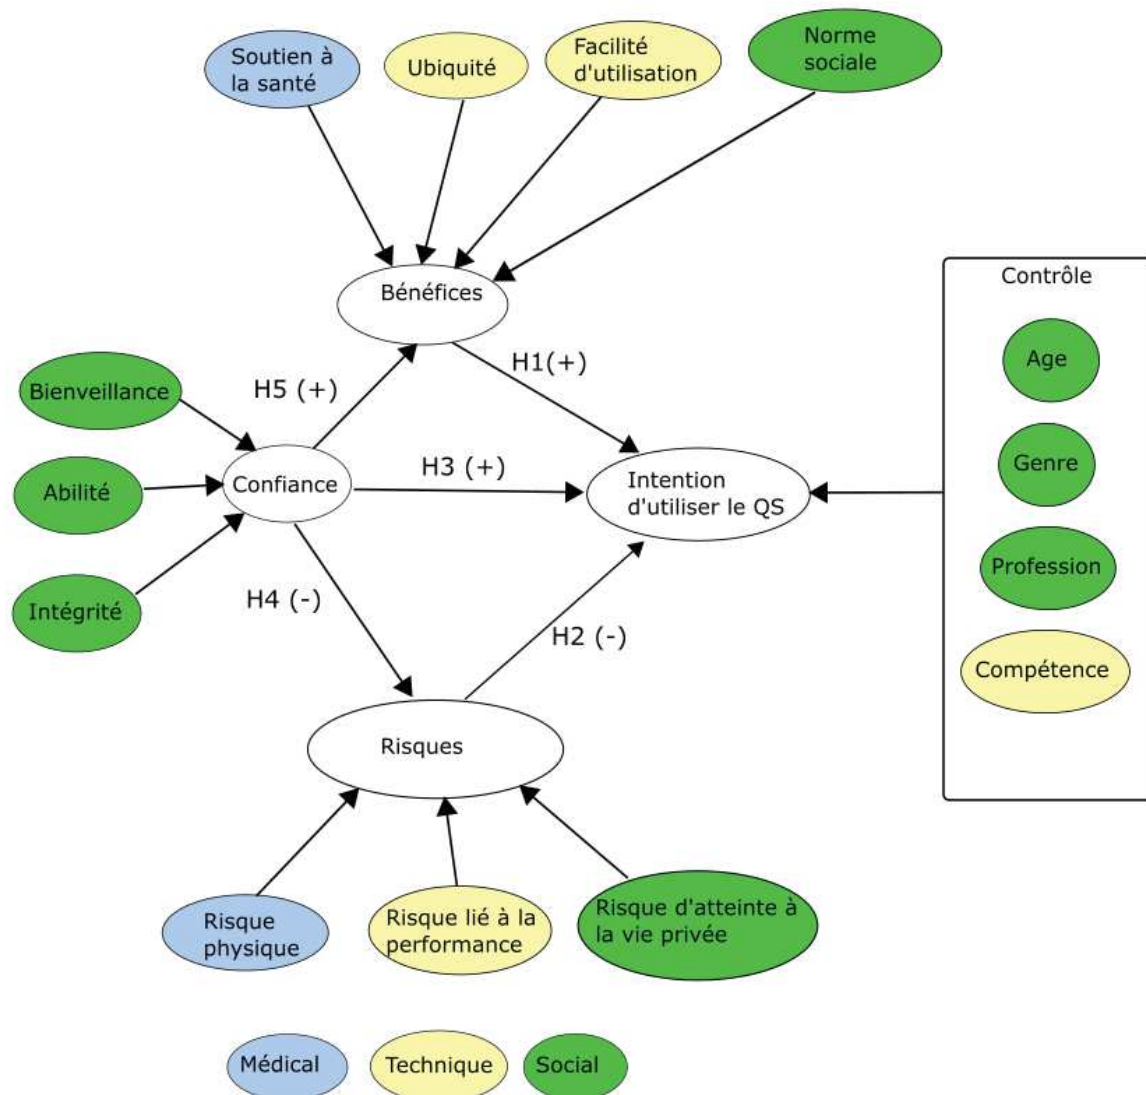 Soutien à
la santé
Ubiquité
Facilité
d'utilisation
Norme
sociale
Bénéfices
Contrôle
Age
Genre
Profession
Compétence
H5 (+)
H1(+)
Bienveillance
Abilité
Intégrité
Confiance
H3 (+)
Intention
d'utiliser le QS
H4 (-)
H2 (-)
Risques
Risque
physique
Risque lié à la
performance
Risque d'atteinte à
la vie privée
Médical
Technique
Social